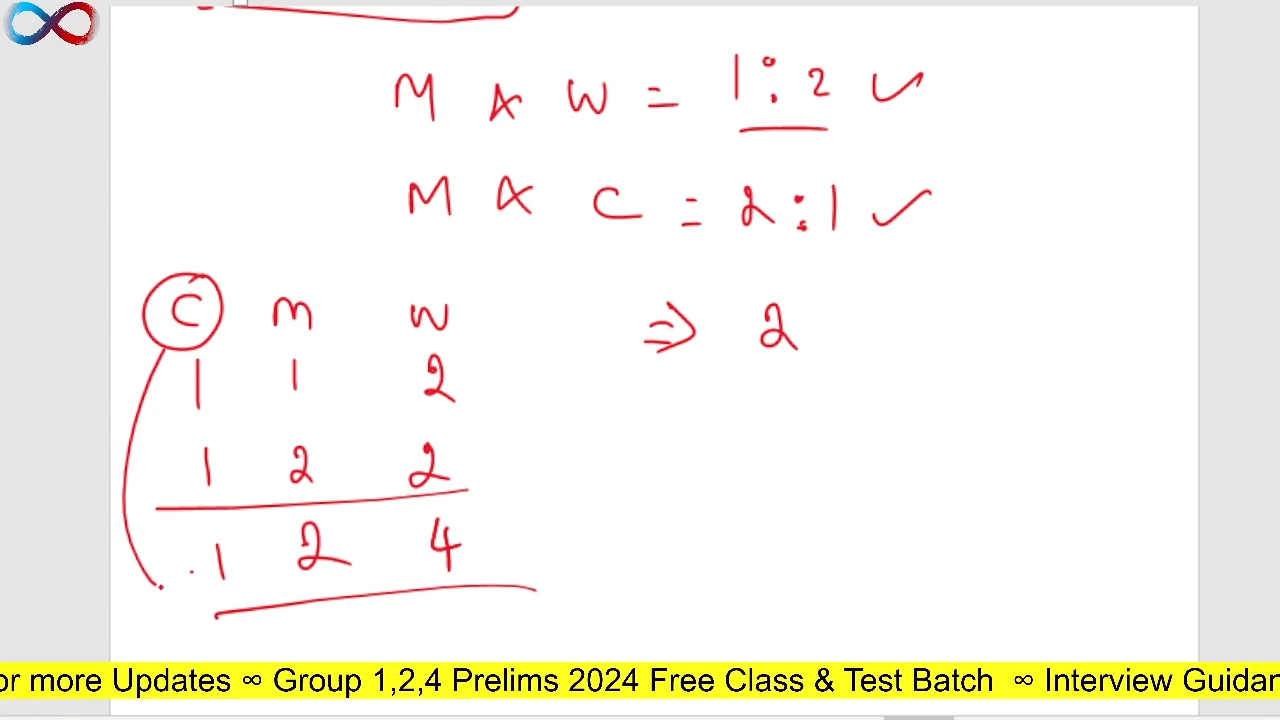 M & W = 1 : 2 ✓
M & C = 2 : 1 ✓
C m w ⇒ 2
1 1 2
1 2 2
1 2 4
or more Updates ∞ Group 1,2,4 Prelims 2024 Free Class & Test Batch ∞ Interview Guidan